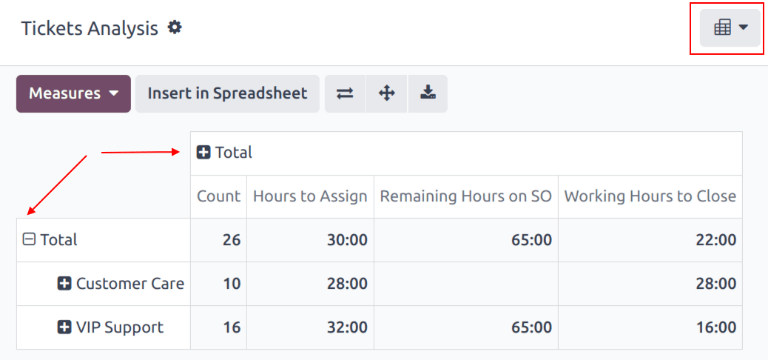 Tickets Analysis
Measures Insert in Spreadsheet
Total
Count Hours to Assign Remaining Hours on SO Working Hours to Close
Total 26 30:00 65:00 22:00
Customer Care 10 28:00 28:00
VIP Support 16 32:00 65:00 16:00